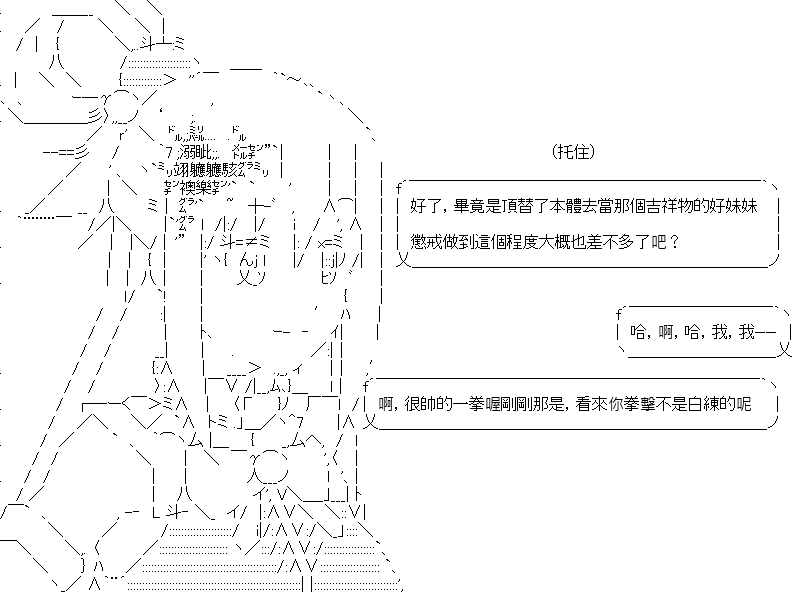 (托住)
好了, 畢竟是頂替了本體去當那個吉祥物的好妹妹
懲戒做到這個程度大概也差不多了吧？
哈, 啊, 哈, 我, 我——
啊, 很帥的一拳喔剛剛那是, 看來你拳擊不是白練的呢